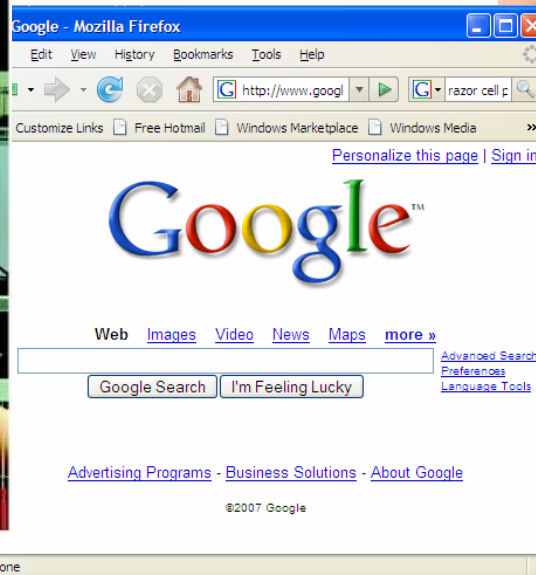 Google - Mozilla Firefox
Edit View History Bookmarks Tools Help
G http://www.googl G razor cell p
Customize Links Free Hotmail Windows Marketplace Windows Media »
Personalize this page | Sign in
Google™
Web Images Video News Maps more »
Advanced Search
Preferences
Google Search I'm Feeling Lucky Language Tools
Advertising Programs - Business Solutions - About Google
©2007 Google
one